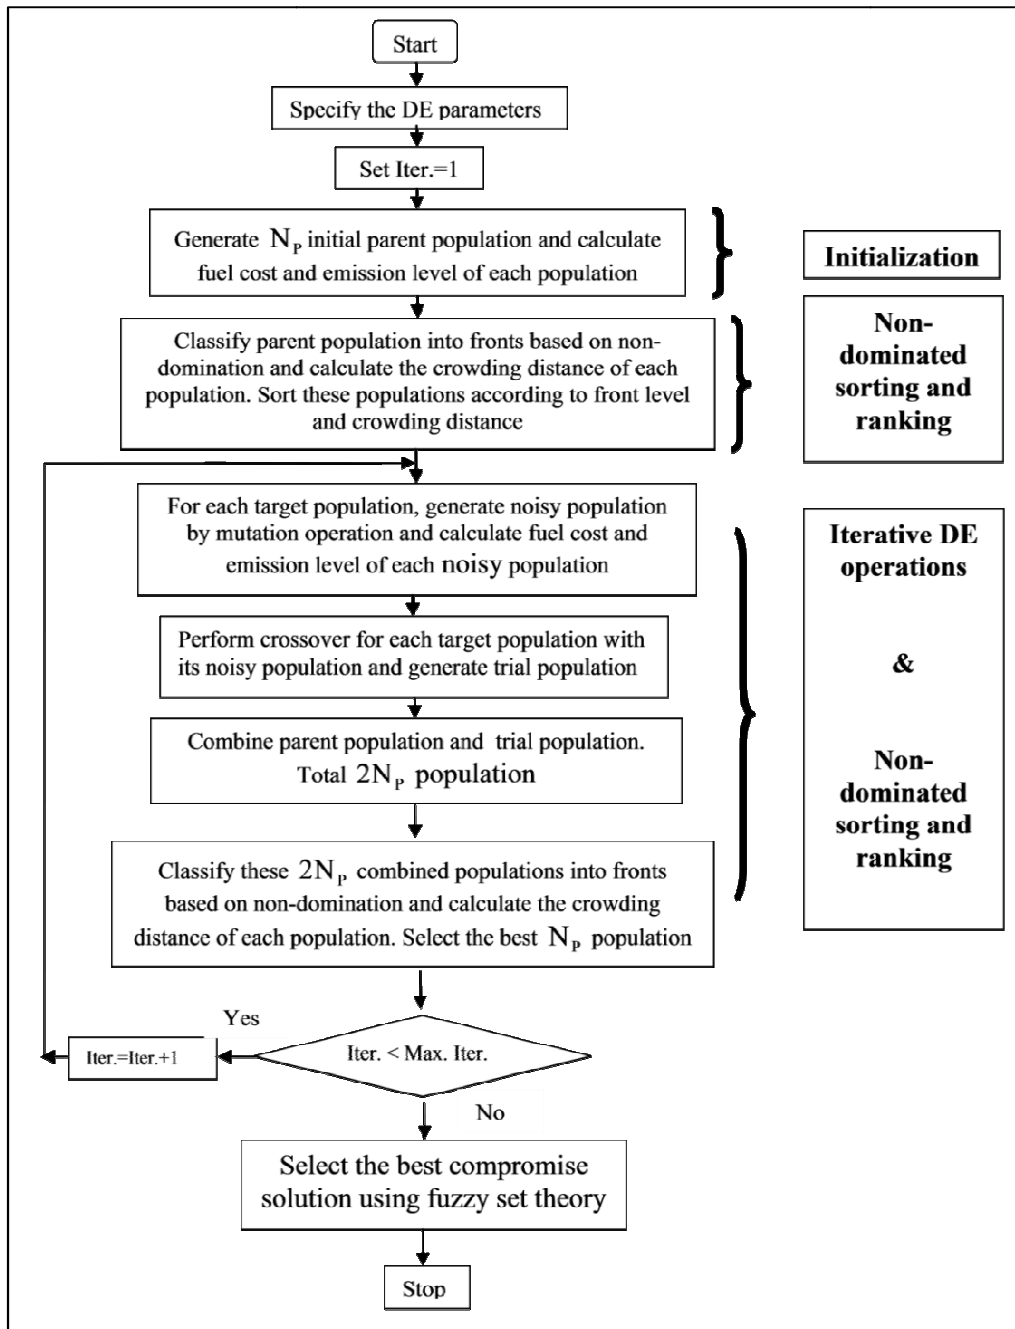 Start
Specify the DE parameters
Set Iter.=1
Generate NP initial parent population and calculate
fuel cost and emission level of each population
Initialization
Classify parent population into fronts based on non-
domination and calculate the crowding distance of each
population. Sort these populations according to front level
and crowding distance
Non-
dominated
sorting and
ranking
For each target population, generate noisy population
by mutation operation and calculate fuel cost and
emission level of each noisy population
Perform crossover for each target population with
its noisy population and generate trial population
Combine parent population and trial population.
Total 2NP population
Classify these 2NP combined populations into fronts
based on non-domination and calculate the crowding
distance of each population. Select the best NP population
Iterative DE
operations
&
Non-
dominated
sorting and
ranking
Yes
Iter.=Iter.+1
Iter. < Max. Iter.
No
Select the best compromise
solution using fuzzy set theory
Stop